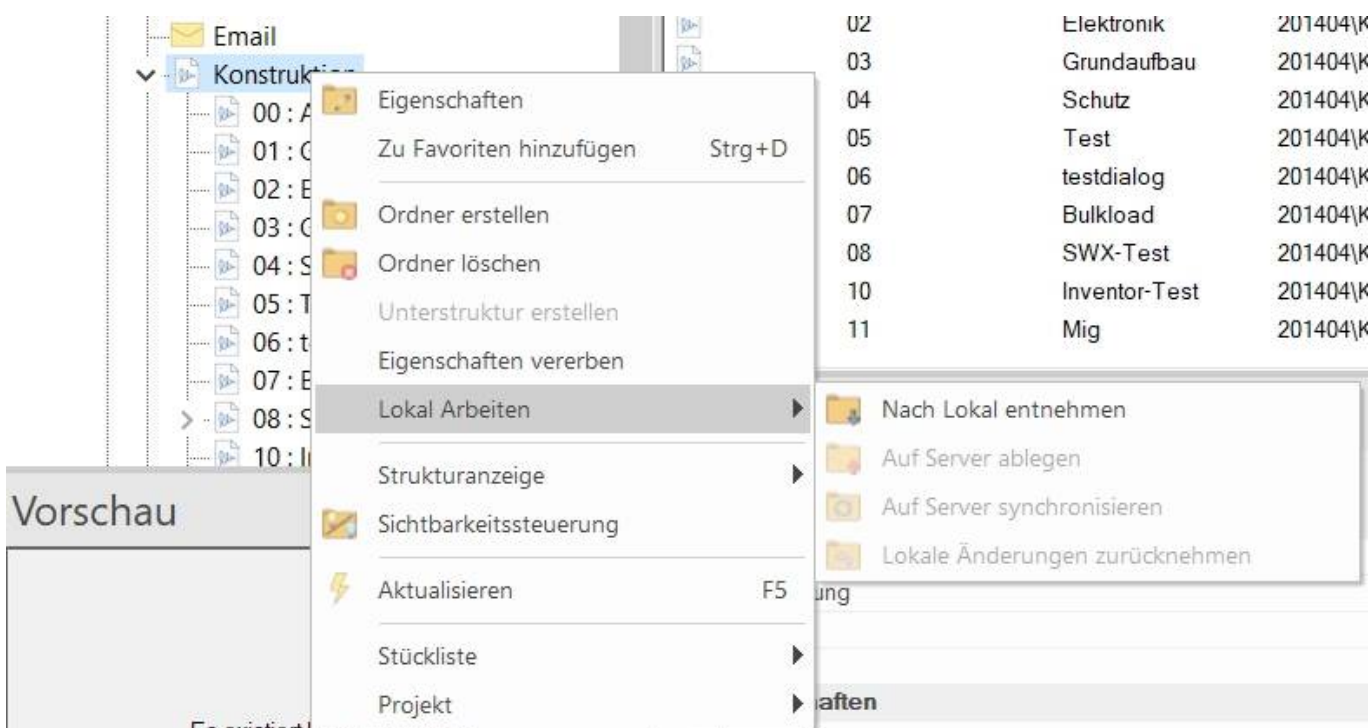 Email
Konstruktion
00 : A
01 : G
02 : E
03 : G
04 : S
05 : T
06 : t
07 : E
08 : S
10 : I
Vorschau
Es existiert
Eigenschaften
Zu Favoriten hinzufügen Strg+D
Ordner erstellen
Ordner löschen
Unterstruktur erstellen
Eigenschaften vererben
Lokal Arbeiten
Strukturanzeige
Sichtbarkeitssteuerung
Aktualisieren F5
Stückliste
Projekt
Nach Lokal entnehmen
Auf Server ablegen
Auf Server synchronisieren
Lokale Änderungen zurücknehmen
02 Elektronik 201404\K
03 Grundaufbau 201404\K
04 Schutz 201404\K
05 Test 201404\K
06 testdialog 201404\K
07 Bulkload 201404\K
08 SWX-Test 201404\K
10 Inventor-Test 201404\K
11 Mig 201404\K
ung
aften